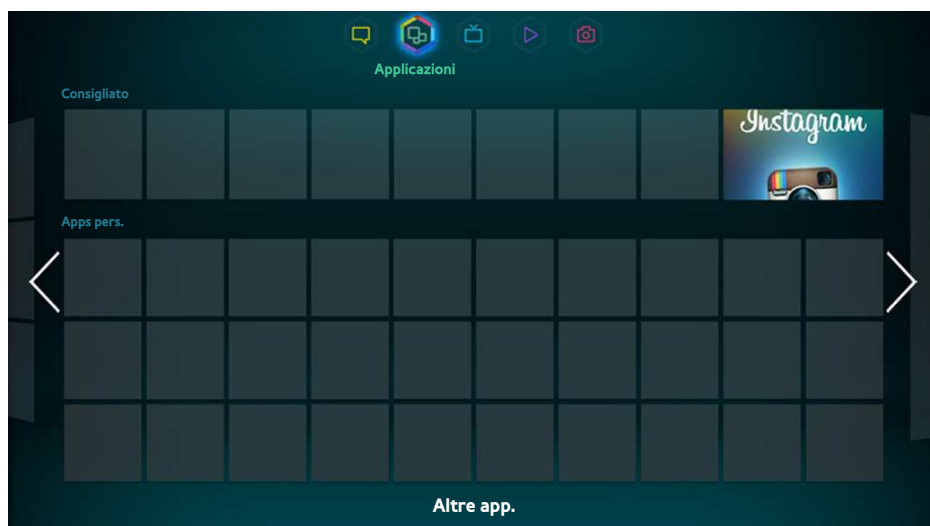 Applicazioni
Consigliato
Instagram
Apps pers.
Altre app.